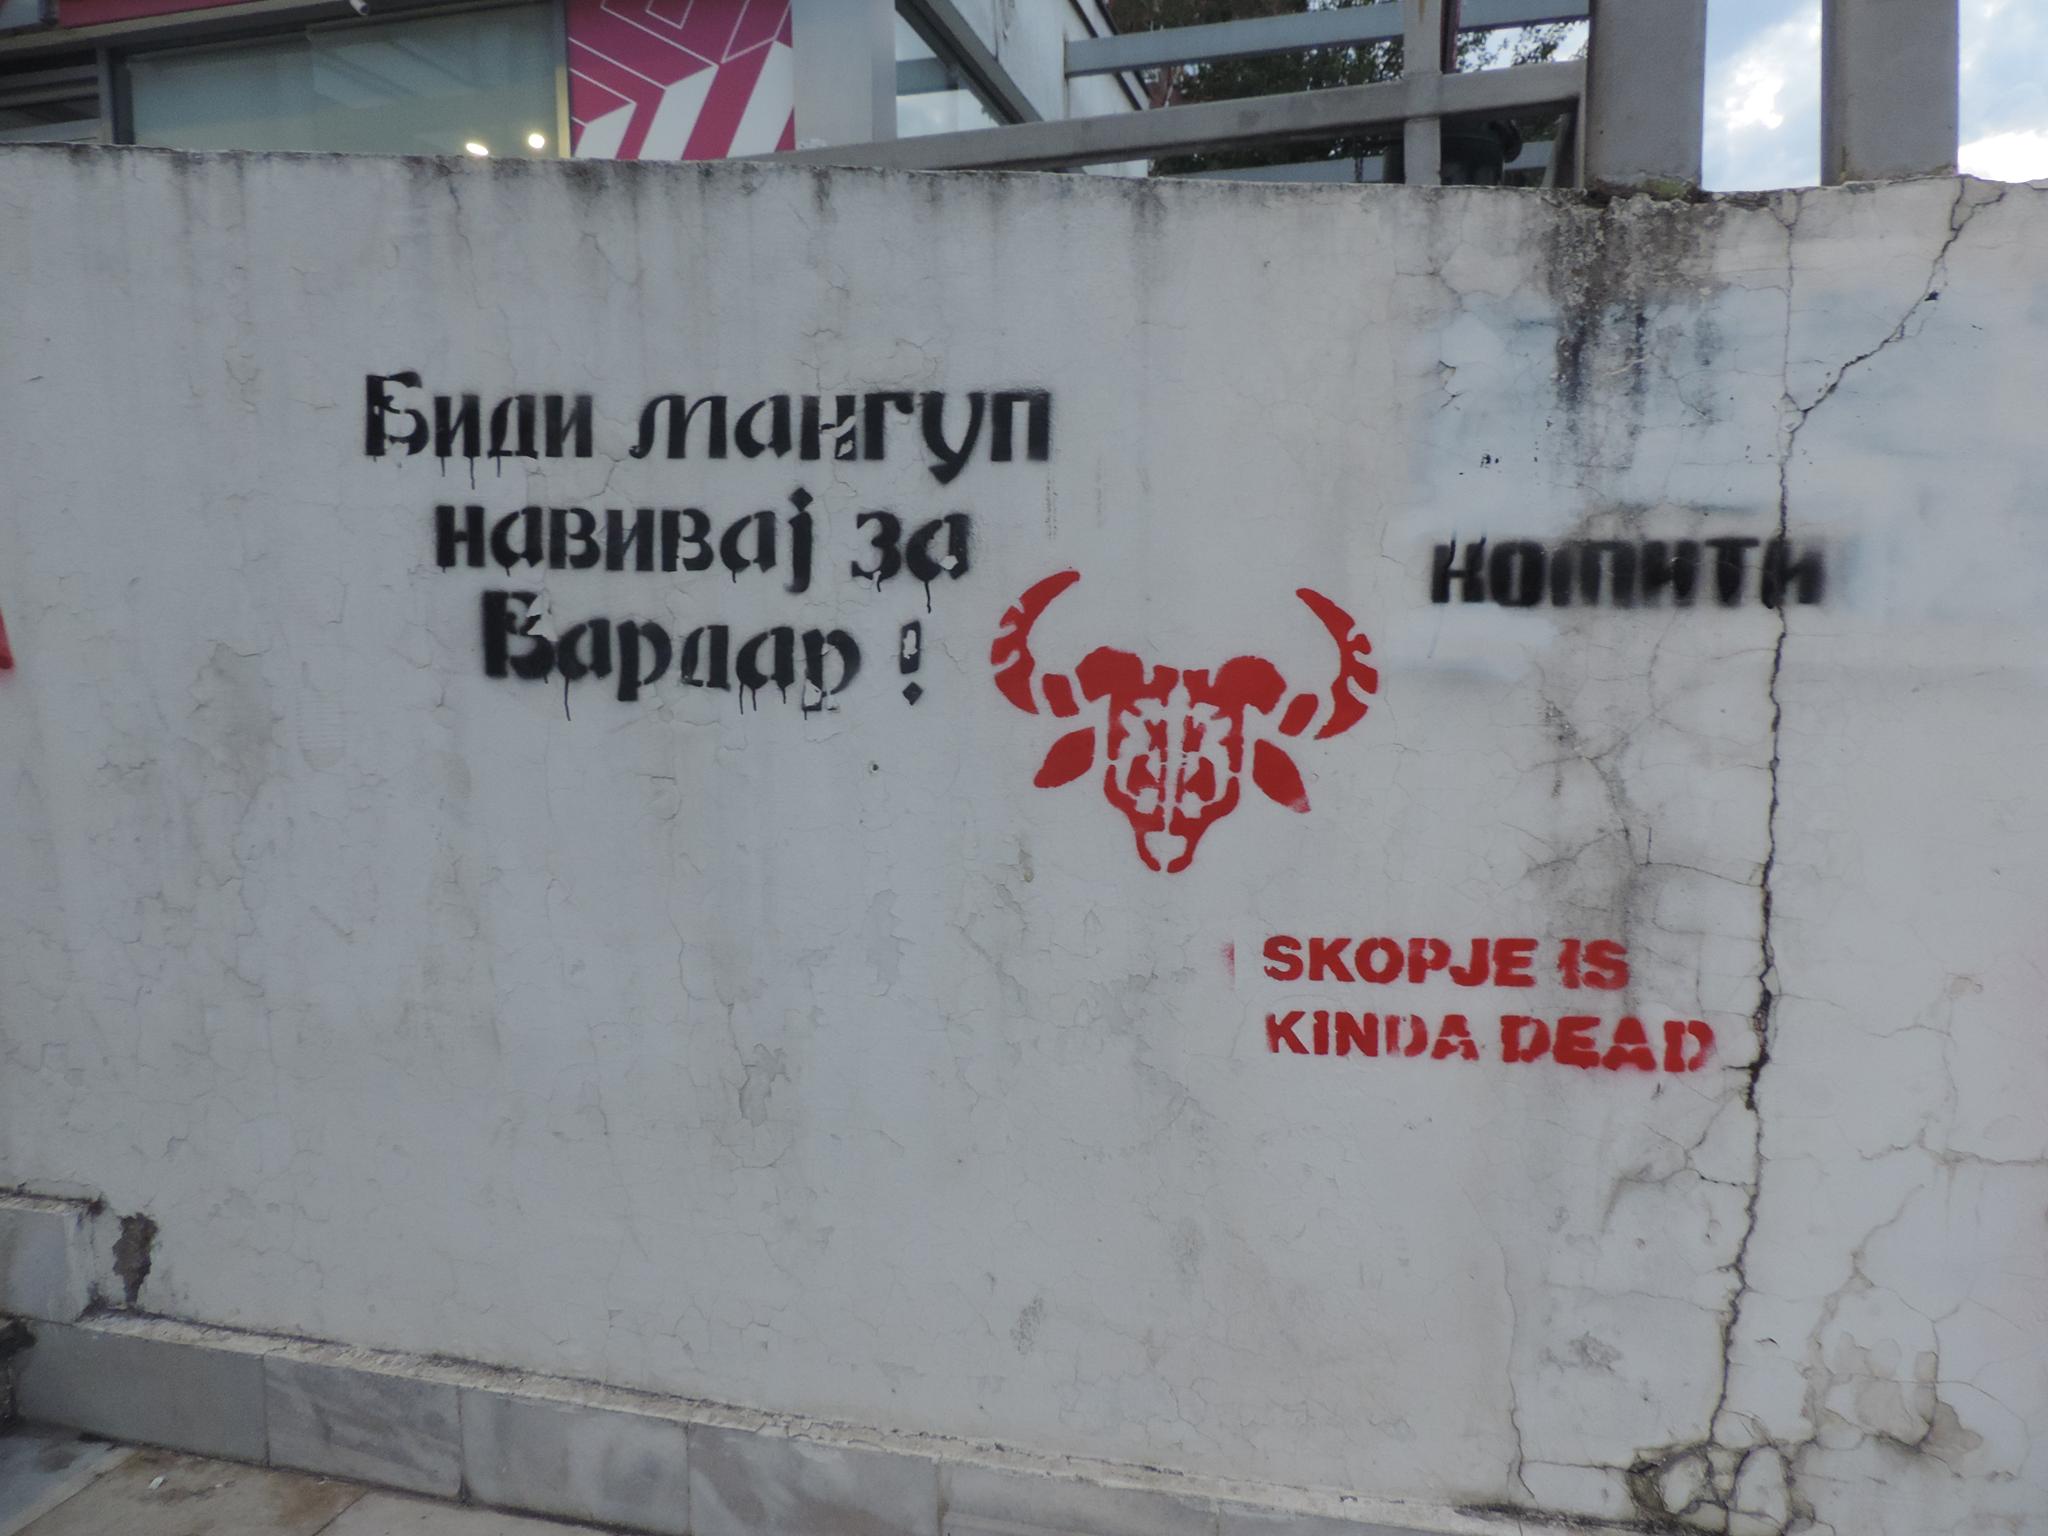 Биди мангуп
навивај за
Вардар !
КОМИТИ
SKOPJE IS
KINDA DEAD